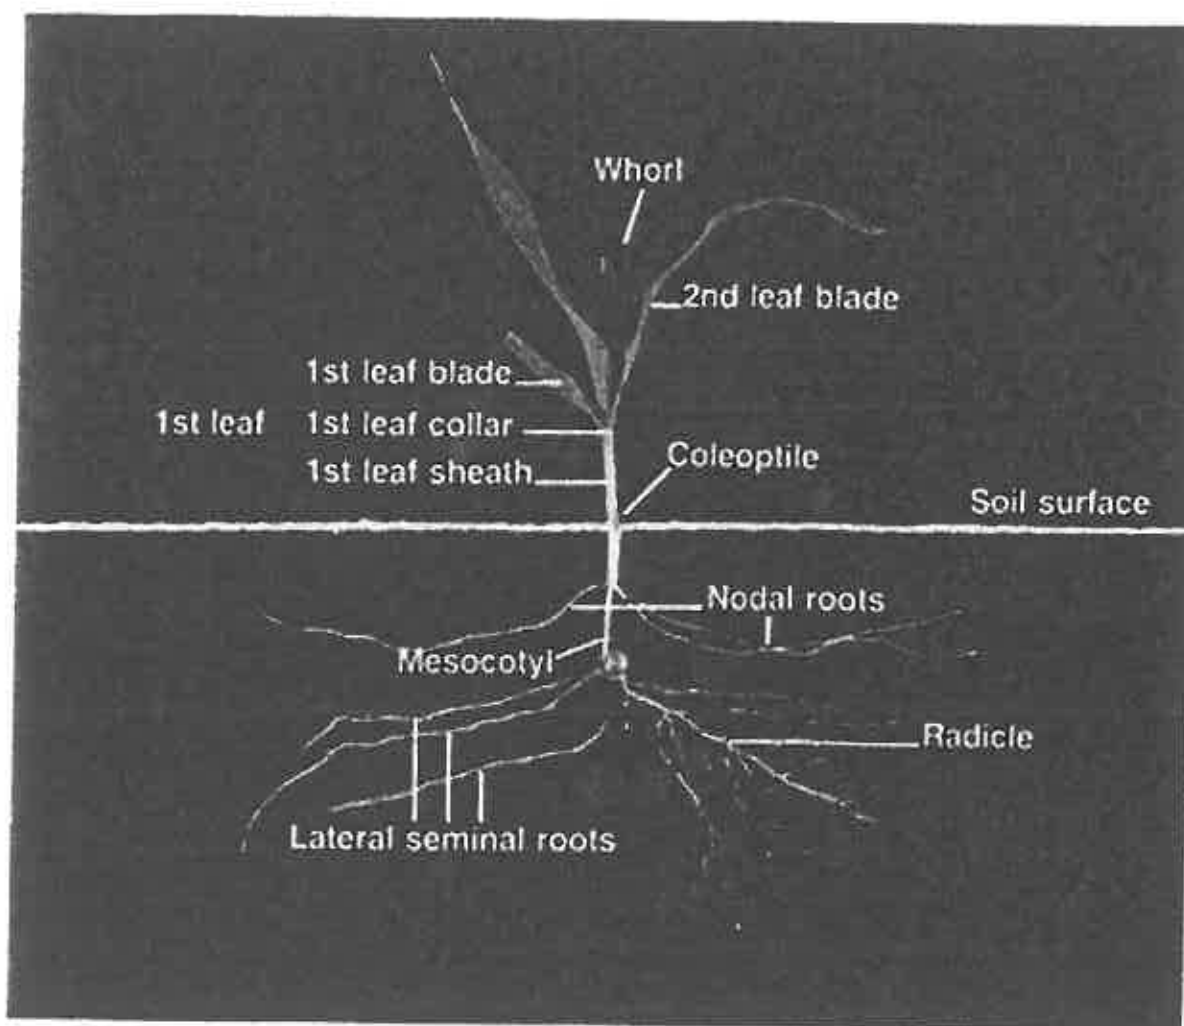 Whorl
2nd leaf blade
1st leaf blade
1st leaf
1st leaf collar
1st leaf sheath
Coleoptile
Soil surface
Nodal roots
Mesocotyl
Radicle
Lateral seminal roots